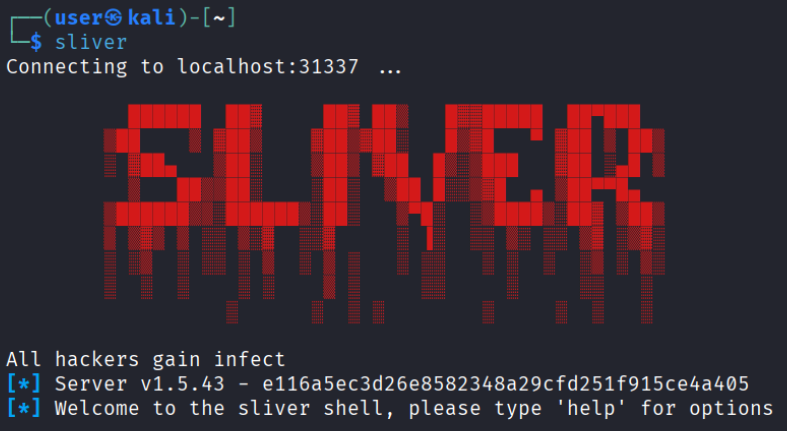 ┌──(user㉿kali)-[~]
└─$ sliver
Connecting to localhost:31337 ...
SLIVER
All hackers gain infect
[*] Server v1.5.43 - e116a5ec3d26e8582348a29cfd251f915ce4a405
[*] Welcome to the sliver shell, please type 'help' for options